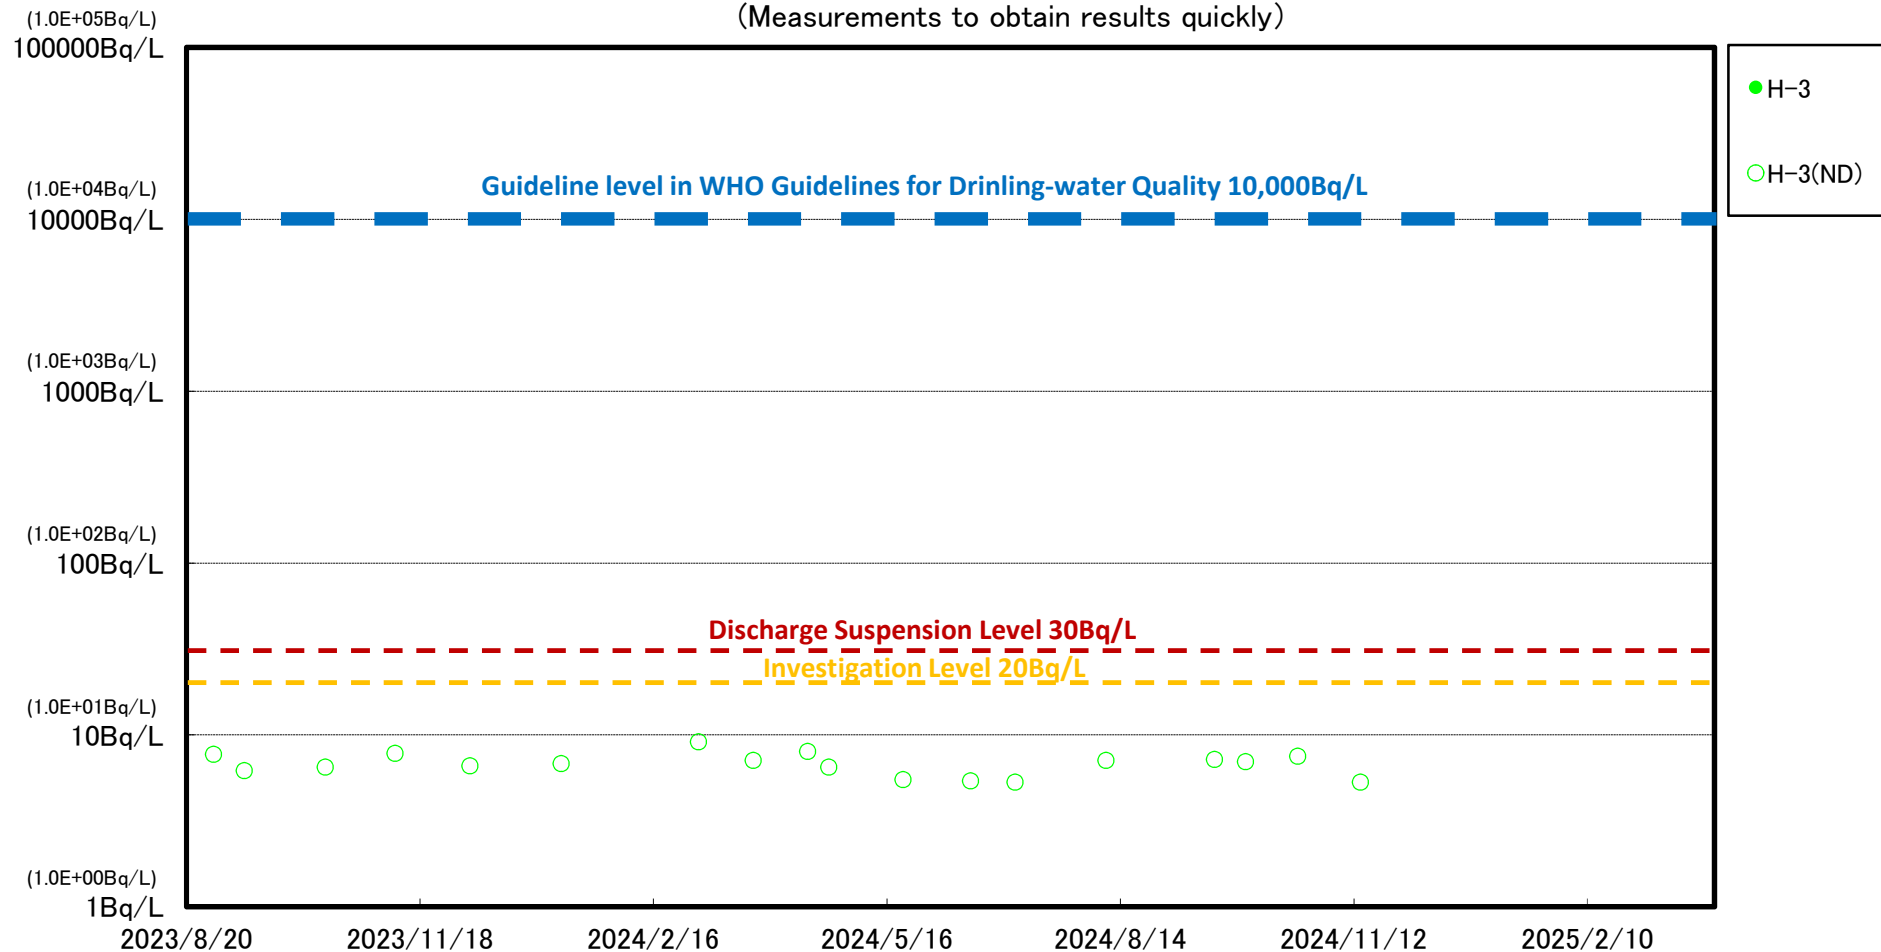 (Measurements to obtain results quickly)
(1.0E+05Bq/L)
100000Bq/L
H-3
H-3(ND)
Guideline level in WHO Guidelines for Drinling-water Quality 10,000Bq/L
(1.0E+04Bq/L)
10000Bq/L
(1.0E+03Bq/L)
1000Bq/L
(1.0E+02Bq/L)
100Bq/L
Discharge Suspension Level 30Bq/L
Investigation Level 20Bq/L
(1.0E+01Bq/L)
10Bq/L
(1.0E+00Bq/L)
1Bq/L
2023/8/20 2023/11/18 2024/2/16 2024/5/16 2024/8/14 2024/11/12 2025/2/10